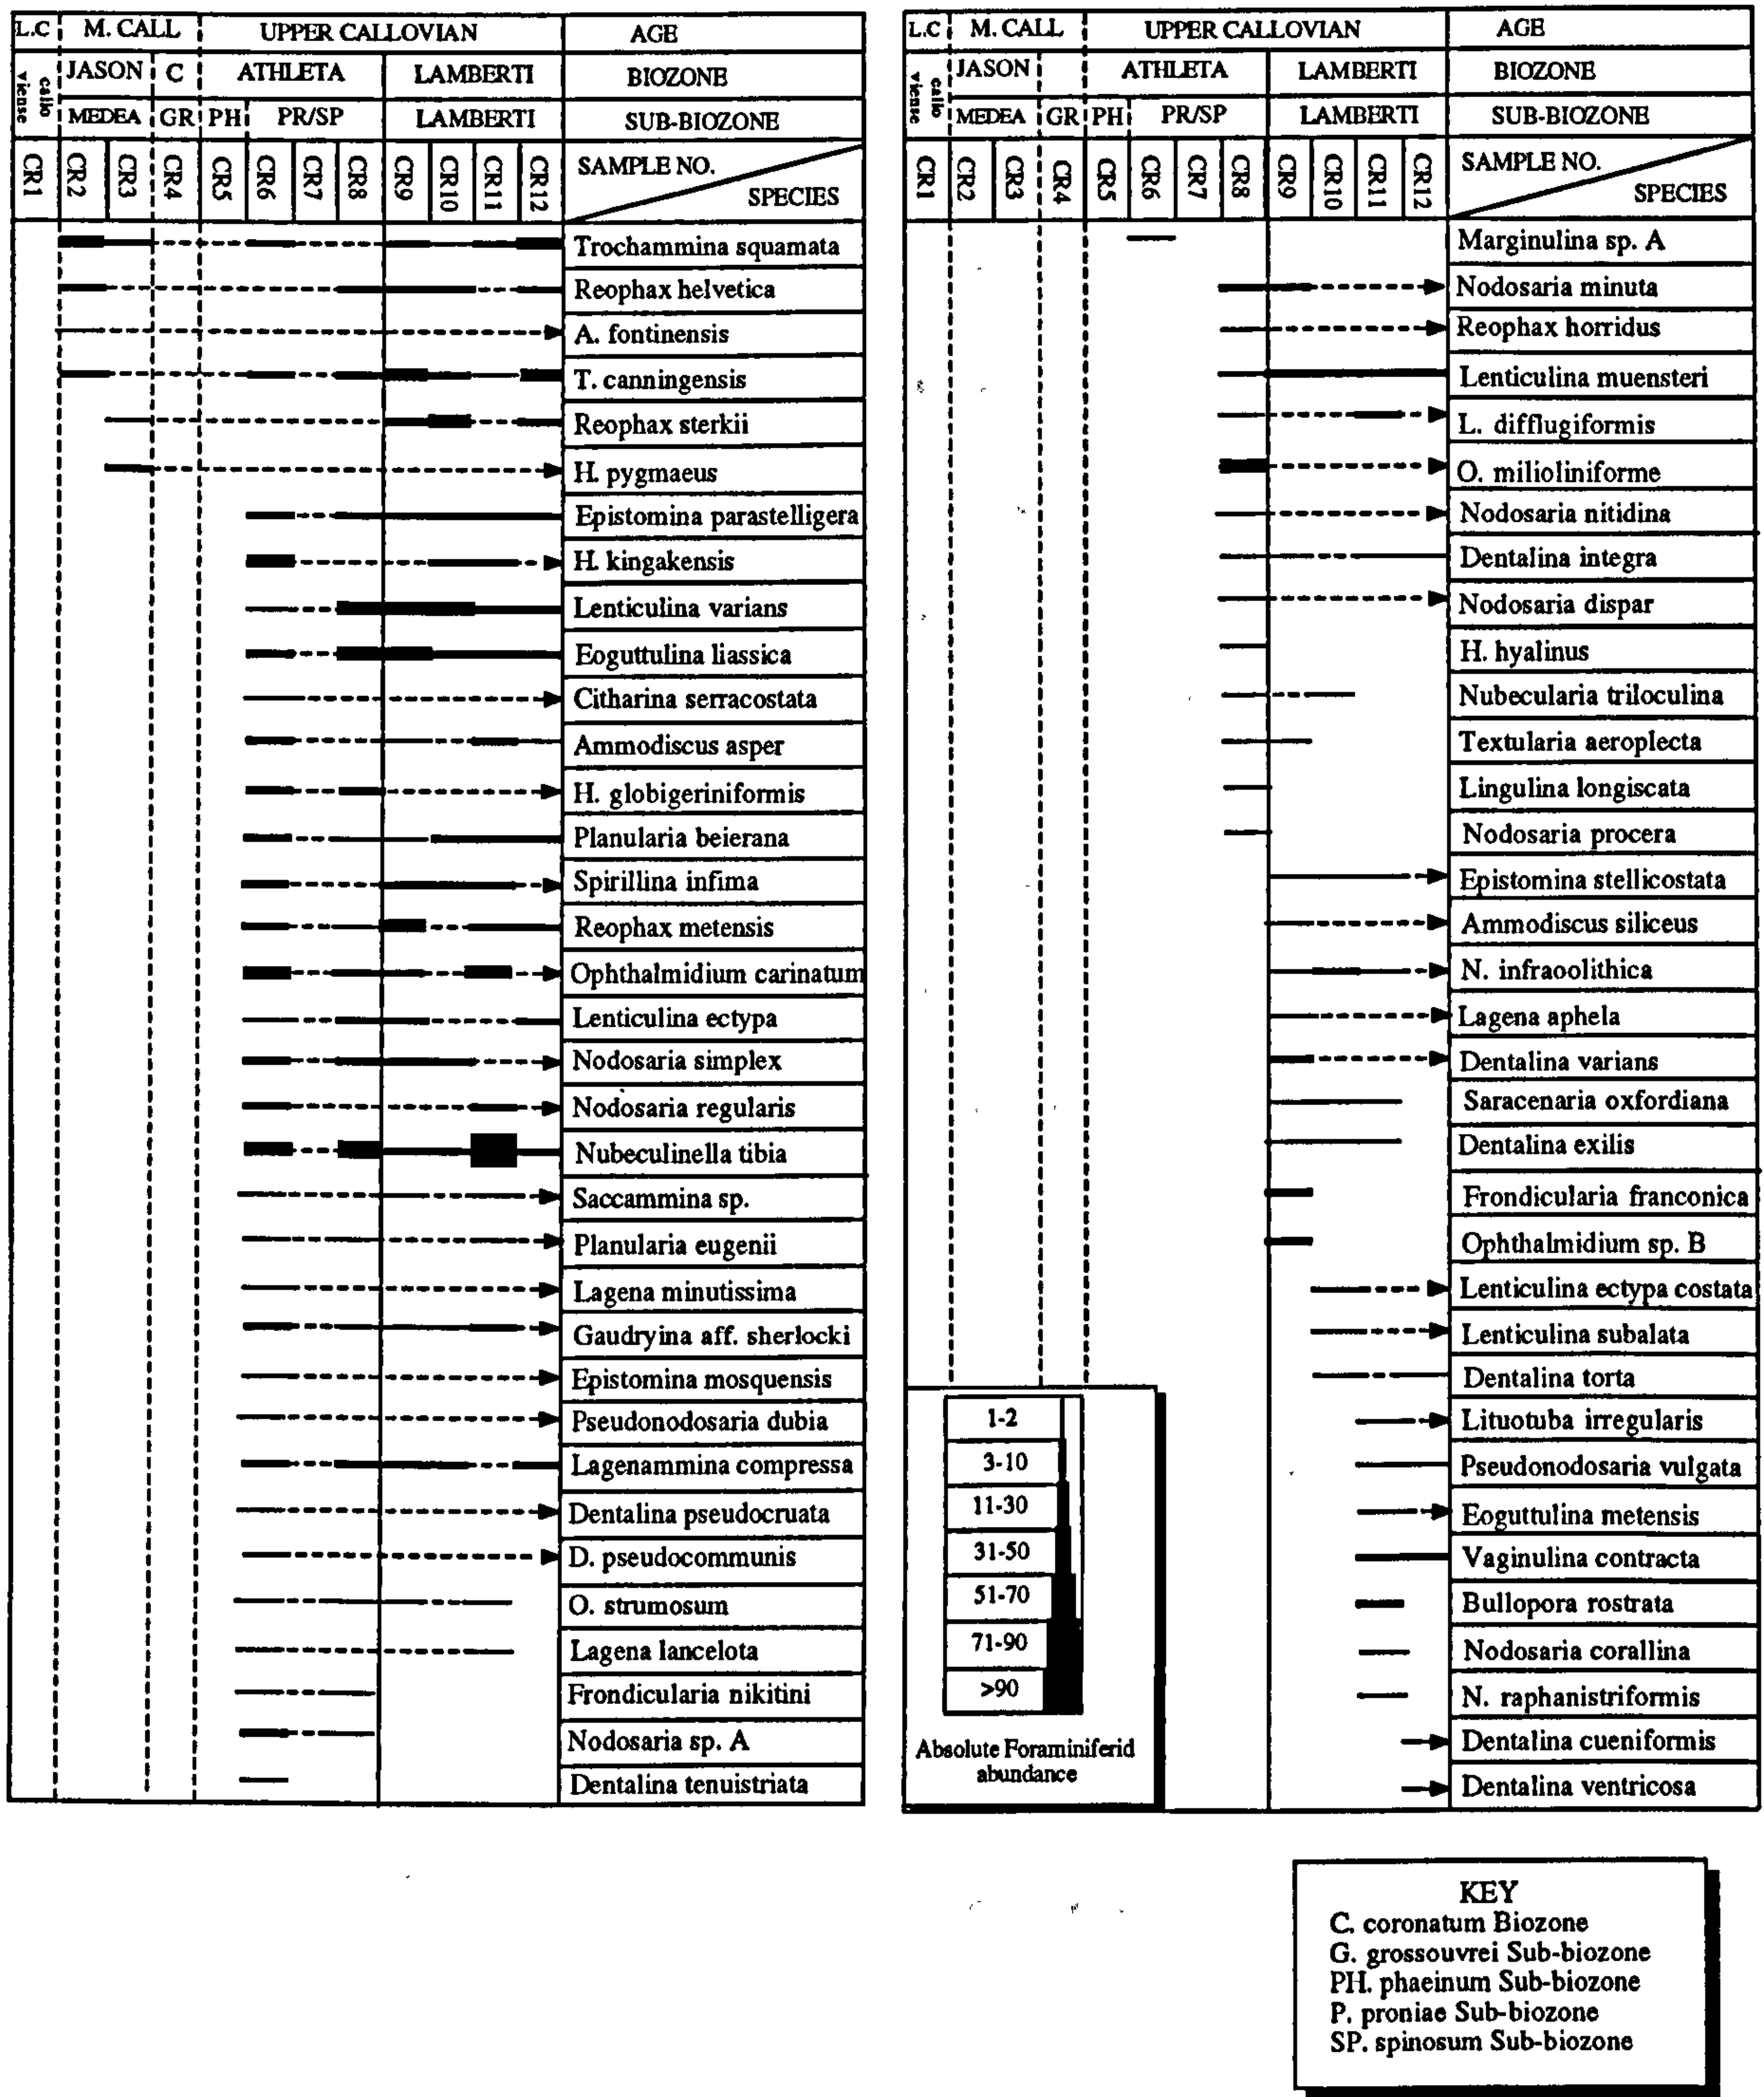 L.C M. CALL UPPER CALLOVIAN AGE
callo
viense
JASON C ATHLETA LAMBERTI BIOZONE
MEDEA GR PH PR/SP LAMBERTI SUB-BIOZONE
CR1 CR2 CR3 CR4 CR5 CR6 CR7 CR8 CR9 CR10 CR11 CR12 SAMPLE NO.
SPECIES
Trochammina squamata
Reophax helvetica
A. fontinensis
T. canningensis
Reophax sterkii
H. pygmaeus
Epistomina parastelligera
H. kingakensis
Lenticulina varians
Eoguttulina liassica
Citharina serracostata
Ammodiscus asper
H. globigeriniformis
Planularia beierana
Spirillina infima
Reophax metensis
Ophthalmidium carinatum
Lenticulina ectypa
Nodosaria simplex
Nodosaria regularis
Nubeculinella tibia
Saccammina sp.
Planularia eugenii
Lagena minutissima
Gaudryina aff. sherlocki
Epistomina mosquensis
Pseudonodosaria dubia
Lagenammina compressa
Dentalina pseudocruata
D. pseudocommunis
O. strumosum
Lagena lancelota
Frondicularia nikitini
Nodosaria sp. A
Dentalina tenuistriata
L.C M. CALL UPPER CALLOVIAN AGE
callo
viense
JASON ATHLETA LAMBERTI BIOZONE
MEDEA GR PH PR/SP LAMBERTI SUB-BIOZONE
CR1 CR2 CR3 CR4 CR5 CR6 CR7 CR8 CR9 CR10 CR11 CR12 SAMPLE NO.
SPECIES
Marginulina sp. A
Nodosaria minuta
Reophax horridus
Lenticulina muensteri
L. difflugiformis
O. milioliniforme
Nodosaria nitidina
Dentalina integra
Nodosaria dispar
H. hyalinus
Nubecularia triloculina
Textularia aeroplecta
Lingulina longiscata
Nodosaria procera
Epistomina stellicostata
Ammodiscus siliceus
N. infraoolithica
Lagena aphela
Dentalina varians
Saracenaria oxfordiana
Dentalina exilis
Frondicularia franconica
Ophthalmidium sp. B
Lenticulina ectypa costata
Lenticulina subalata
Dentalina torta
Lituotuba irregularis
Pseudonodosaria vulgata
Eoguttulina metensis
Vaginulina contracta
Bullopora rostrata
Nodosaria corallina
N. raphanistriformis
Dentalina cueniformis
Dentalina ventricosa
1-2
3-10
11-30
31-50
51-70
71-90
>90
Absolute Foraminiferid
abundance
KEY
C. coronatum Biozone
G. grossouvrei Sub-biozone
PH. phaeinum Sub-biozone
P. proniae Sub-biozone
SP. spinosum Sub-biozone